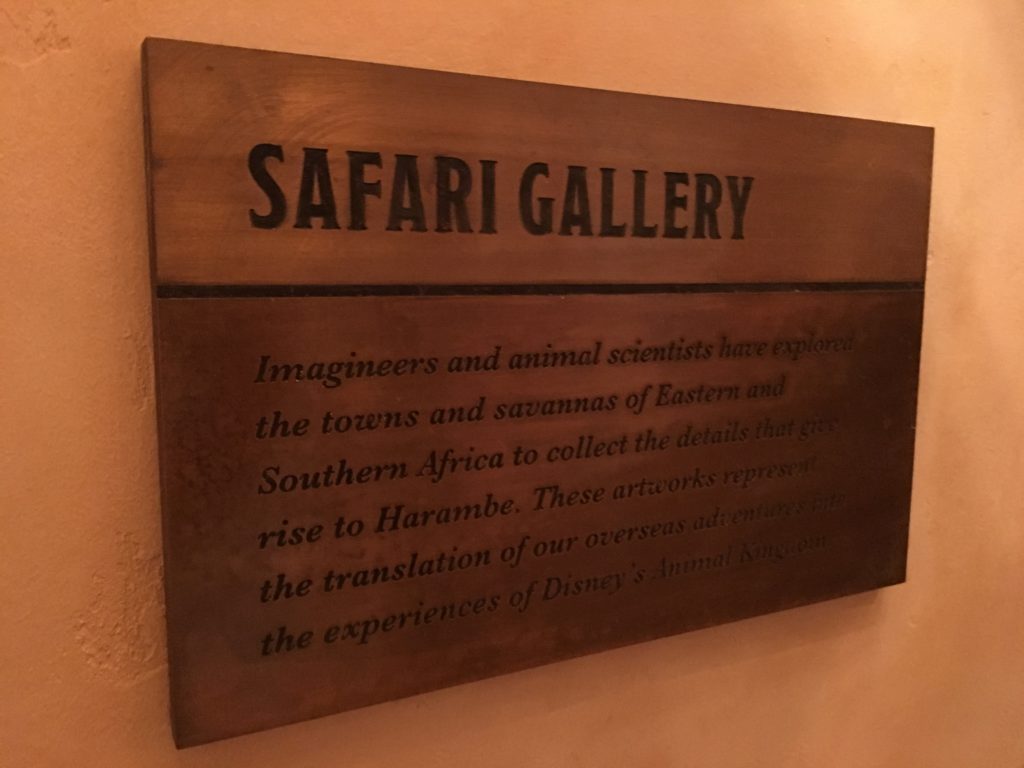 SAFARI GALLERY
Imagineers and animal scientists have explored
the towns and savannas of Eastern and
Southern Africa to collect the details that give
rise to Harambe. These artworks represent
the translation of our overseas adventures into
the experiences of Disney's Animal Kingdom.